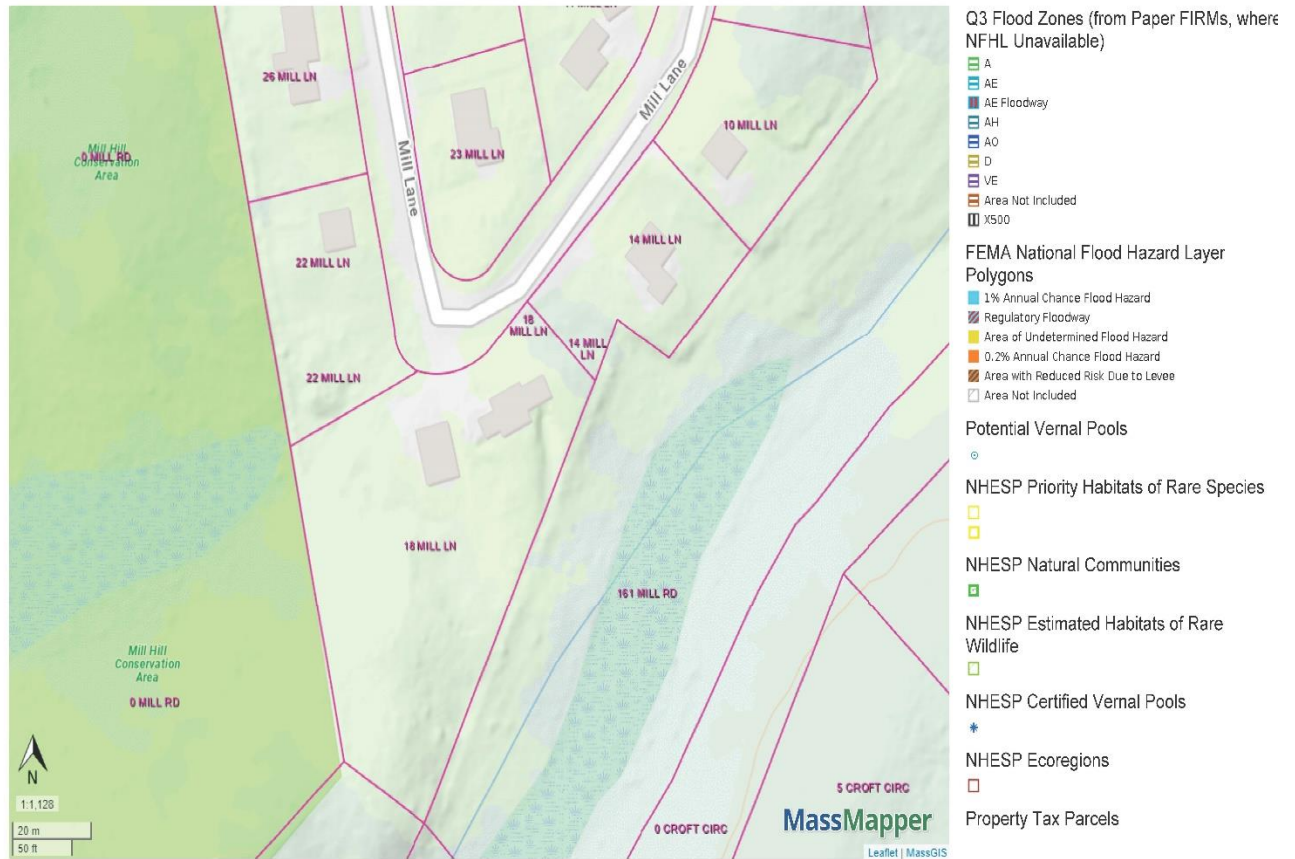 26 MILL LN
Mill Hill
0 MILL RD
Conservation
Area
23 MILL LN
Mill Lane
Mill Lane
10 MILL LN
22 MILL LN
14 MILL LN
18
MILL LN
14 MILL
LN
22 MILL LN
18 MILL LN
161 MILL RD
Mill Hill
Conservation
Area
0 MILL RD
N
1:1,128
20 m
50 ft
5 CROFT CIRC
0 CROFT CIRC
MassMapper
Leaflet | MassGIS
Q3 Flood Zones (from Paper FIRMs, where
NFHL Unavailable)
A
AE
AE Floodway
AH
AO
D
VE
Area Not Included
X500
FEMA National Flood Hazard Layer
Polygons
1% Annual Chance Flood Hazard
Regulatory Floodway
Area of Undetermined Flood Hazard
0.2% Annual Chance Flood Hazard
Area with Reduced Risk Due to Levee
Area Not Included
Potential Vernal Pools
NHESP Priority Habitats of Rare Species
NHESP Natural Communities
NHESP Estimated Habitats of Rare
Wildlife
NHESP Certified Vernal Pools
NHESP Ecoregions
Property Tax Parcels